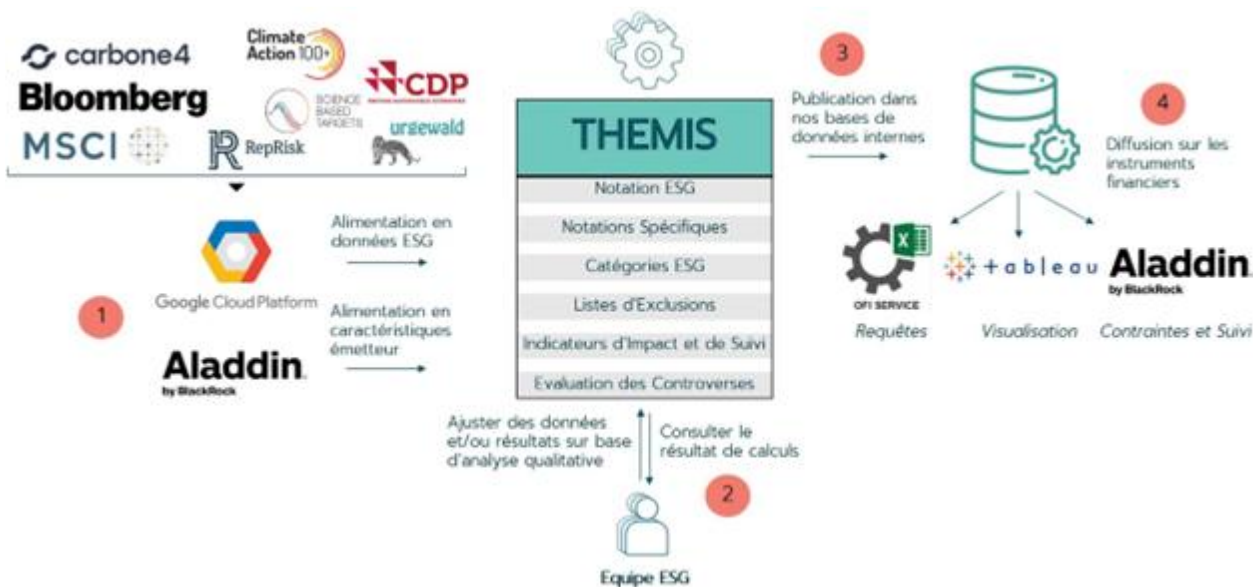 carbone4
Climate
Action 100+
Bloomberg
CDP
SCIENCE
BASED
TARGETS
urgewald
MSCI
RepRisk
1
Google Cloud Platform
Alimentation en
données ESG
Aladdin
by BlackRock
Alimentation en
caractéristiques
émetteur
THEMIS
Notation ESG
Notations Spécifiques
Catégories ESG
Listes d'Exclusions
Indicateurs d'Impact et de Suivi
Evaluation des Controverses
Ajuster des données
et/ou résultats sur base
d'analyse qualitative
Consulter le
résultat de calculs
2
Equipe ESG
3
Publication dans
nos bases de
données internes
4
Diffusion sur les
instruments
financiers
X
OFI SERVICE
Requêtes
+ableau
Visualisation
Aladdin
by BlackRock
Contraintes et Suivi